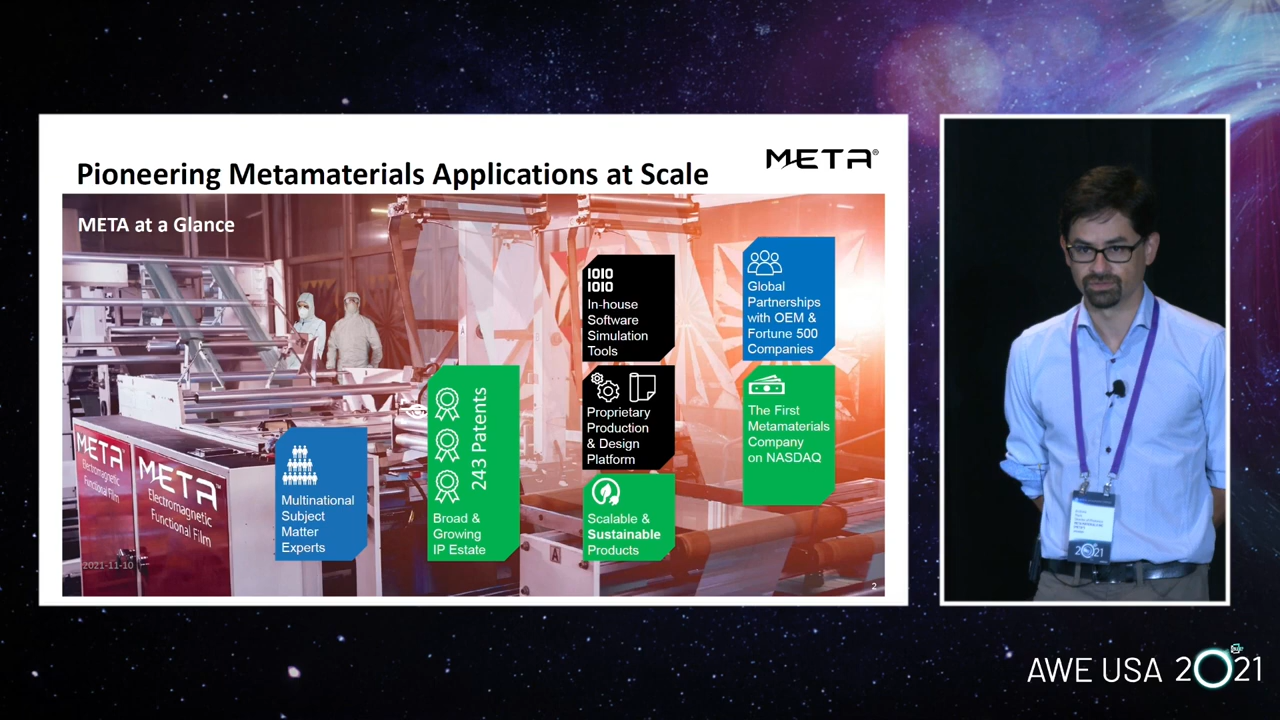 Pioneering Metamaterials Applications at Scale
META®
META at a Glance
1010
1010
In-house
Software
Simulation
Tools
Global
Partnerships
with OEM &
Fortune 500
Companies
243 Patents
Broad &
Growing
IP Estate
Proprietary
Production
& Design
Platform
The First
Metamaterials
Company
on NASDAQ
Multinational
Subject
Matter
Experts
Scalable &
Sustainable
Products
META
Electromagnetic
Functional Film
META
Electromagnetic
Functional Film
A
2021-11-10
2
2021
AWE USA 2021